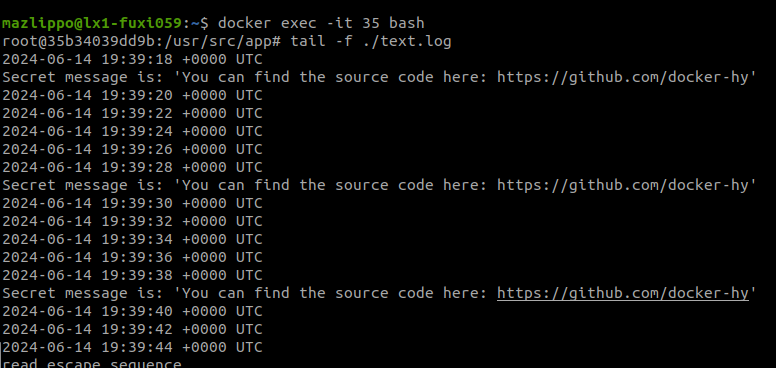 mazlippo@lx1-fuxi059:~$ docker exec -it 35 bash
root@35b34039dd9b:/usr/src/app# tail -f ./text.log
2024-06-14 19:39:18 +0000 UTC
Secret message is: 'You can find the source code here: https://github.com/docker-hy'
2024-06-14 19:39:20 +0000 UTC
2024-06-14 19:39:22 +0000 UTC
2024-06-14 19:39:24 +0000 UTC
2024-06-14 19:39:26 +0000 UTC
2024-06-14 19:39:28 +0000 UTC
Secret message is: 'You can find the source code here: https://github.com/docker-hy'
2024-06-14 19:39:30 +0000 UTC
2024-06-14 19:39:32 +0000 UTC
2024-06-14 19:39:34 +0000 UTC
2024-06-14 19:39:36 +0000 UTC
2024-06-14 19:39:38 +0000 UTC
Secret message is: 'You can find the source code here: https://github.com/docker-hy'
2024-06-14 19:39:40 +0000 UTC
2024-06-14 19:39:42 +0000 UTC
2024-06-14 19:39:44 +0000 UTC
read escape sequence